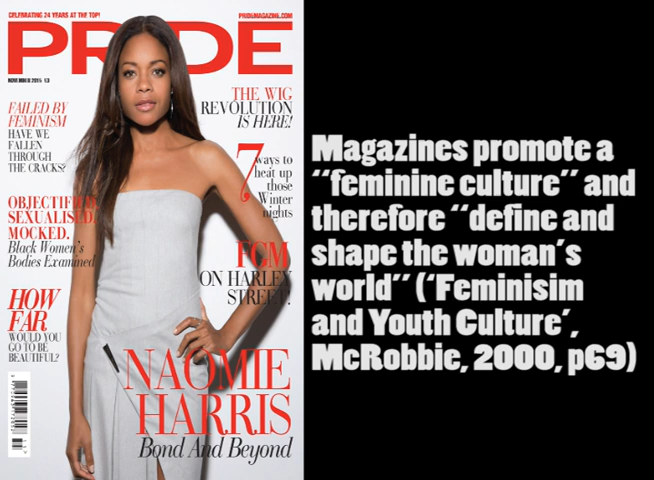 CELEBRATING 24 YEARS AT THE TOP!
PRIDEMAGAZINE.COM
PRIDE
NOVEMBER 2015
FAILED BY
FEMINISM
HAVE WE
FALLEN
THROUGH
THE CRACKS?
OBJECTIFIED.
SEXUALISED.
MOCKED.
Black Women's
Bodies Examined
HOW
FAR
WOULD YOU
GO TO BE
BEAUTIFUL?
THE WIG
REVOLUTION
IS HERE!
7 ways to
heat up
those
Winter
nights
FGM
ON HARLEY
STREET!
NAOMIE
HARRIS
Bond And Beyond
Magazines promote a
“feminine culture” and
therefore “define and
shape the woman’s
world” (‘Feminisim
and Youth Culture’,
McRobbie, 2000, p69)